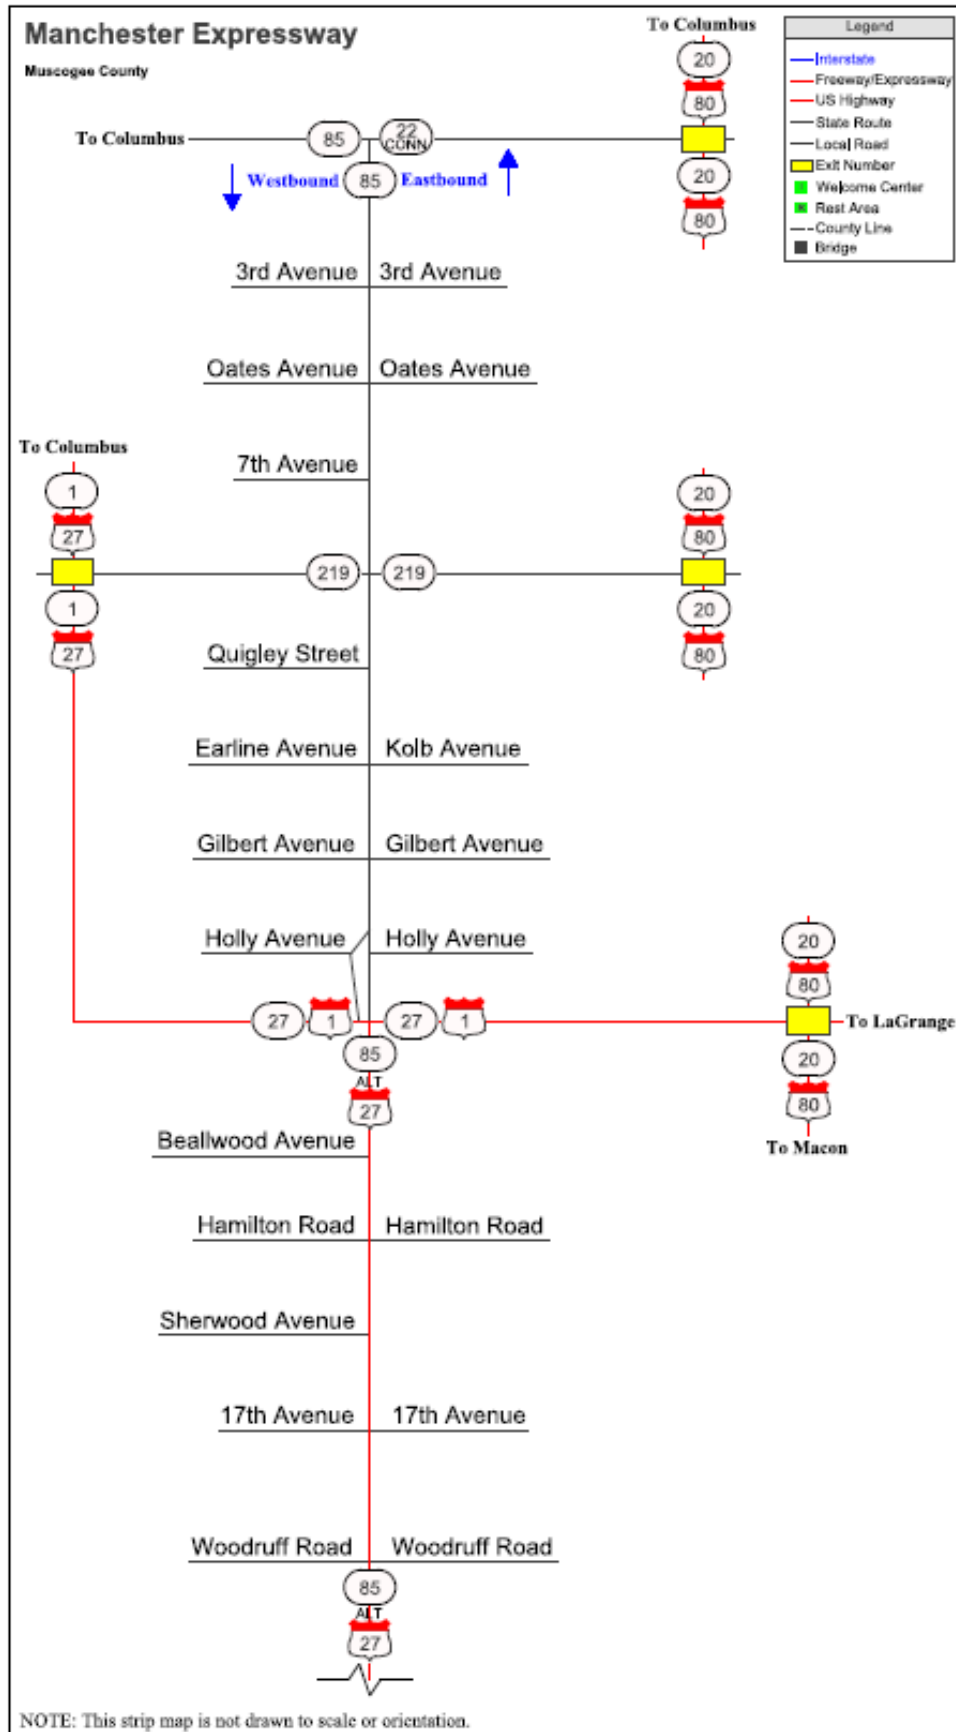 Manchester Expressway
Muscogee County
To Columbus
20
80
Legend
Interstate
Freeway/Expressway
US Highway
State Route
Local Road
Exit Number
Welcome Center
Rest Area
County Line
Bridge
To Columbus
85
22
CONN
Westbound
85
Eastbound
20
80
3rd Avenue
3rd Avenue
Oates Avenue
Oates Avenue
To Columbus
7th Avenue
1
27
20
80
219
219
1
27
20
80
Quigley Street
Earline Avenue
Kolb Avenue
Gilbert Avenue
Gilbert Avenue
Holly Avenue
Holly Avenue
20
80
27
1
27
1
To LaGrange
85
ALT
27
20
80
Beallwood Avenue
To Macon
Hamilton Road
Hamilton Road
Sherwood Avenue
17th Avenue
17th Avenue
Woodruff Road
Woodruff Road
85
ALT
27
NOTE: This strip map is not drawn to scale or orientation.